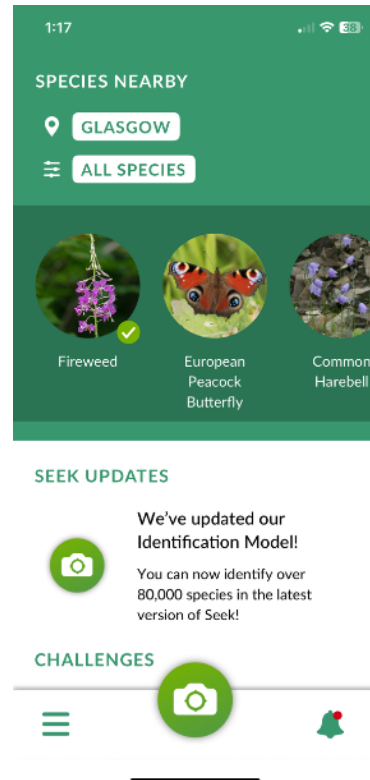 1:17
38
SPECIES NEARBY
GLASGOW
ALL SPECIES
Fireweed
European
Peacock
Butterfly
Common
Harebell
SEEK UPDATES
We've updated our
Identification Model!
You can now identify over
80,000 species in the latest
version of Seek!
CHALLENGES